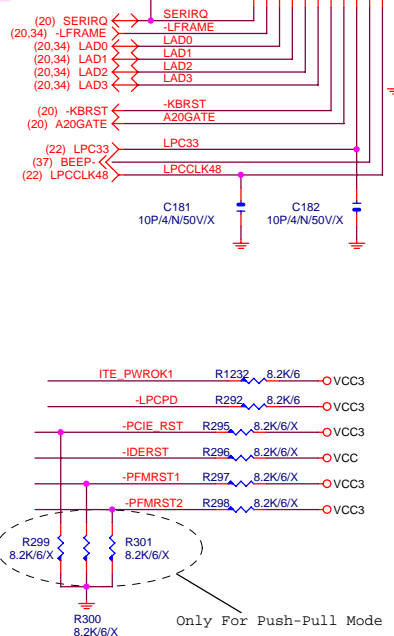 (20) SERIRQ SERIRQ
(20,34) -LFRAME -LFRAME
(20,34) LAD0 LAD0
(20,34) LAD1 LAD1
(20,34) LAD2 LAD2
(20,34) LAD3 LAD3
(20) -KBRST -KBRST
(20) A20GATE A20GATE
(22) LPC33 LPC33
(37) BEEP-
(22) LPCCLK48 LPCCLK48
C181 C182
10P/4/N/50V/X 10P/4/N/50V/X
ITE_PWROK1 R1232 8.2K/6 VCC3
-LPCPD R292 8.2K/6 VCC3
-PCIE_RST R295 8.2K/6/X VCC3
-IDERST R296 8.2K/6/X VCC
-PFMRST1 R297 8.2K/6/X VCC3
-PFMRST2 R298 8.2K/6/X VCC3
R299 R301
8.2K/6/X 8.2K/6/X
R300
8.2K/6/X
Only For Push-Pull Mode